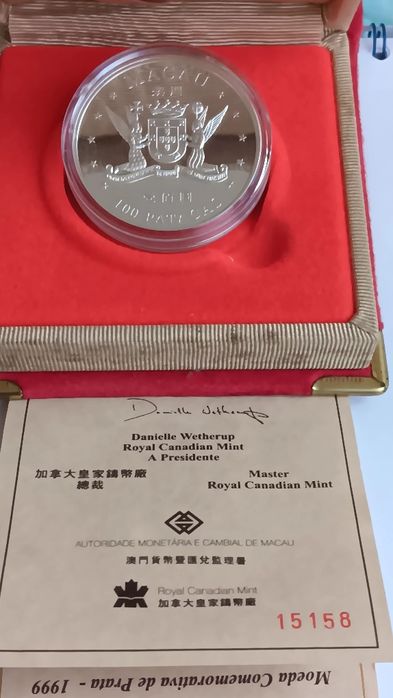 MACAU
澳門
壹百圓
100 PATACAS
Danielle Wetherup
Danielle Wetherup
Royal Canadian Mint
A Presidente
加拿大皇家鑄幣廠
總裁
Master
Royal Canadian Mint
AUTORIDADE MONETÁRIA E CAMBIAL DE MACAU
澳門貨幣暨匯兌監理署
Royal Canadian Mint
加拿大皇家鑄幣廠
15158
Moeda Comemorativa de Prata - 1999